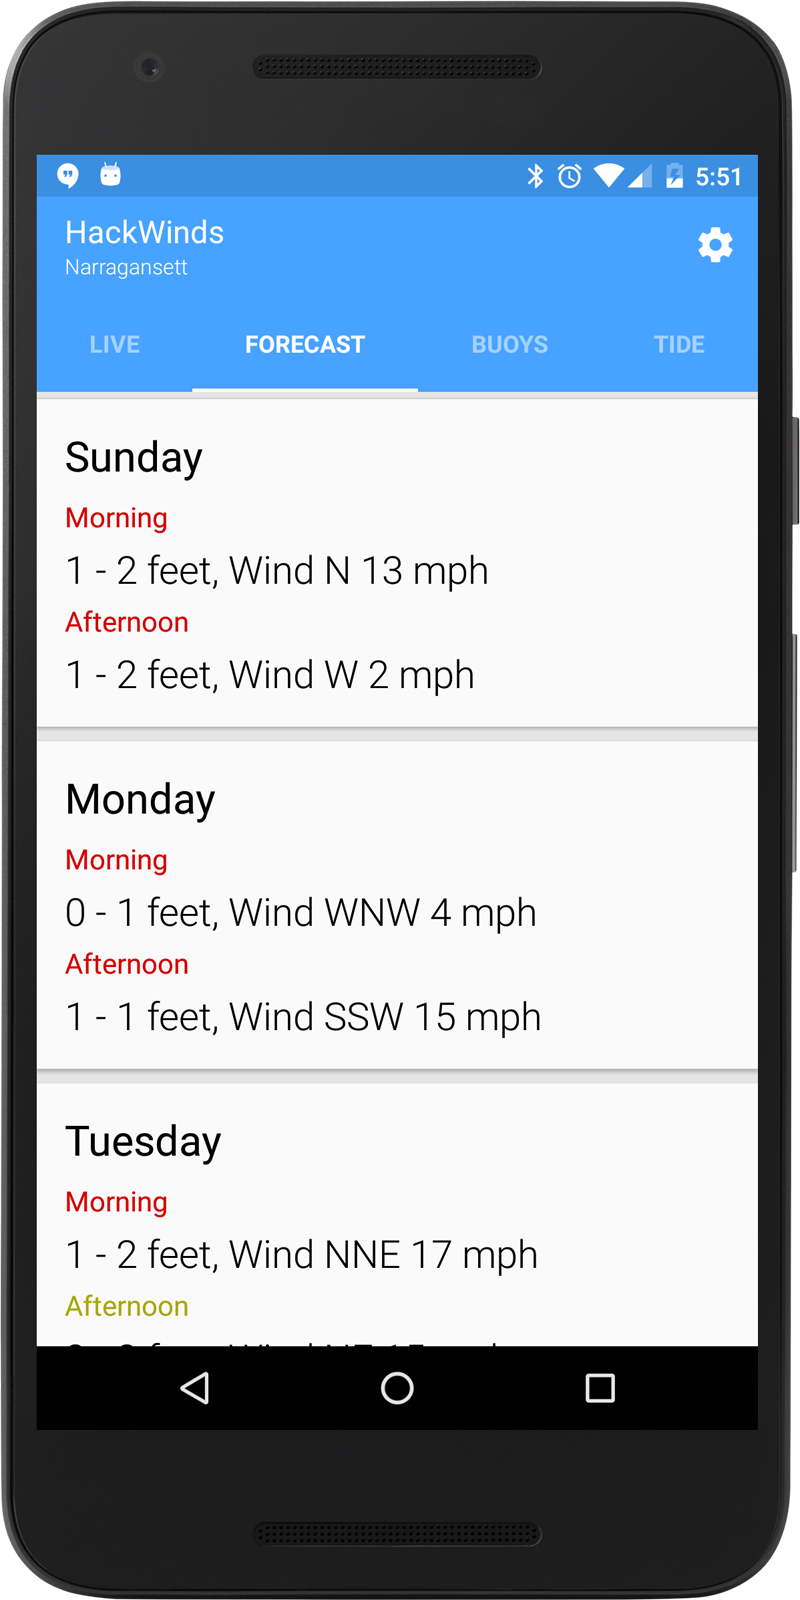 5:51
HackWinds
Narragansett
LIVE FORECAST BUOYS TIDE
Sunday
Morning
1 - 2 feet, Wind N 13 mph
Afternoon
1 - 2 feet, Wind W 2 mph
Monday
Morning
0 - 1 feet, Wind WNW 4 mph
Afternoon
1 - 1 feet, Wind SSW 15 mph
Tuesday
Morning
1 - 2 feet, Wind NNE 17 mph
Afternoon